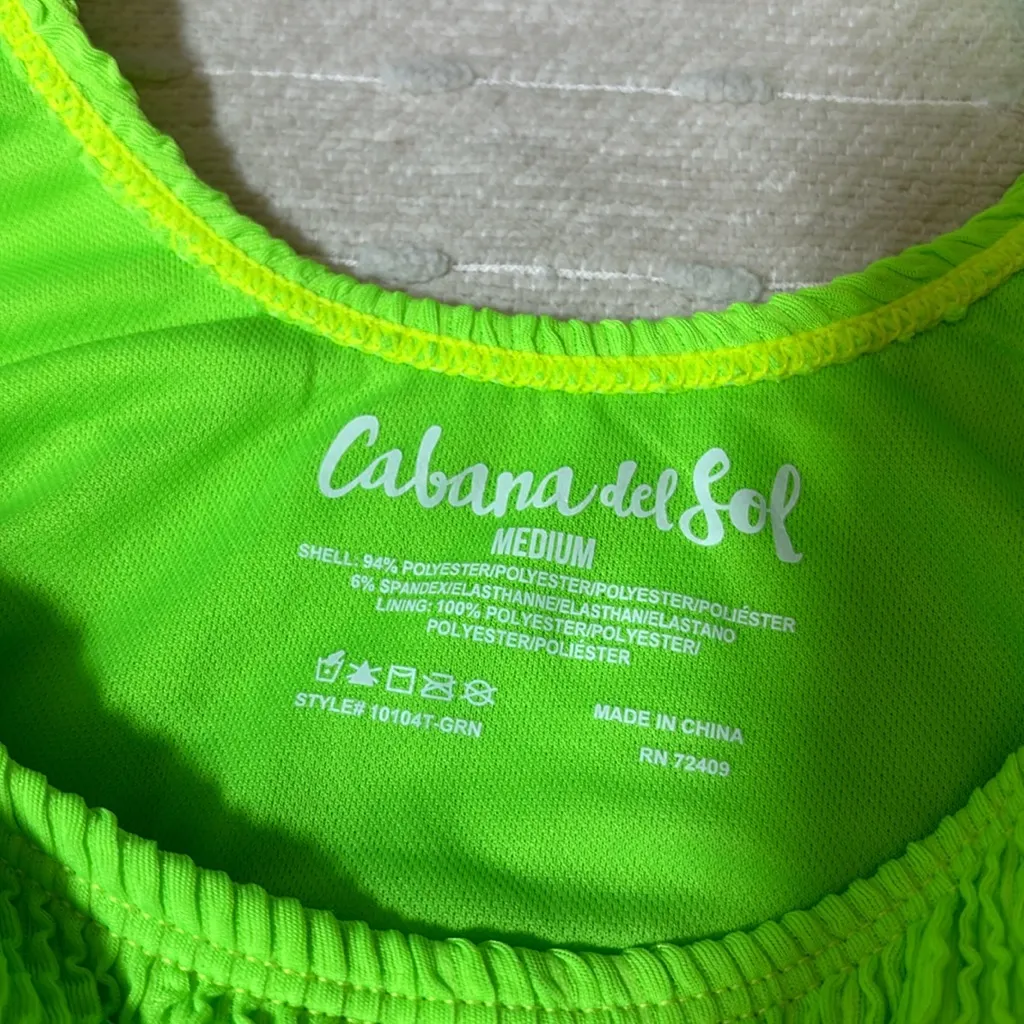 Cabana del Sol
MEDIUM
SHELL: 94% POLYESTER/POLYESTER/POLYESTER/POLIÉSTER
6% SPANDEX/ELASTHANNE/ELASTHAN/ELASTANO
LINING: 100% POLYESTER/POLYESTER/
POLYESTER/POLIÉSTER
STYLE# 10104T-GRN
MADE IN CHINA
RN 72409